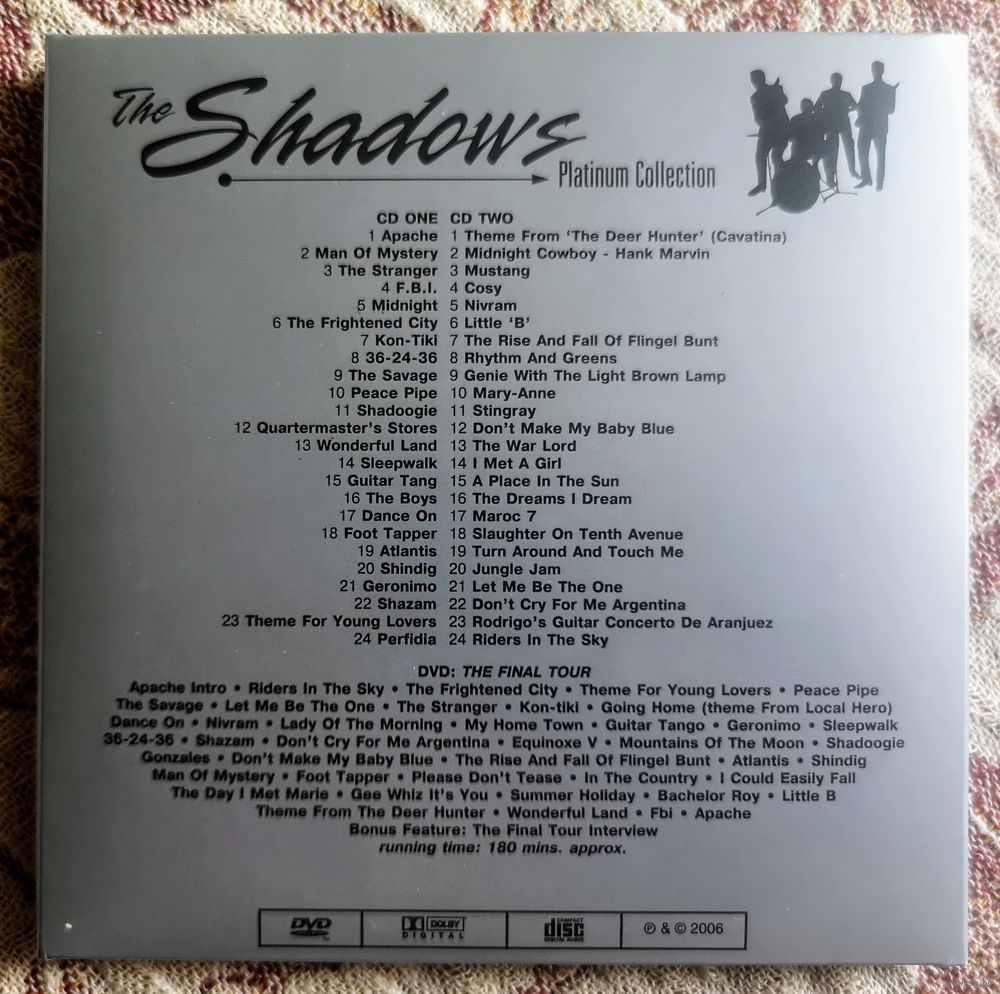 The Shadows
Platinum Collection
CD ONE
1 Apache
2 Man Of Mystery
3 The Stranger
4 F.B.I.
5 Midnight
6 The Frightened City
7 Kon-Tiki
8 36-24-36
9 The Savage
10 Peace Pipe
11 Shadoogie
12 Quartermaster's Stores
13 Wonderful Land
14 Sleepwalk
15 Guitar Tang
16 The Boys
17 Dance On
18 Foot Tapper
19 Atlantis
20 Shindig
21 Geronimo
22 Shazam
23 Theme For Young Lovers
24 Perfidia
CD TWO
1 Theme From ‘The Deer Hunter’ (Cavatina)
2 Midnight Cowboy - Hank Marvin
3 Mustang
4 Cosy
5 Nivram
6 Little ‘B’
7 The Rise And Fall Of Flingel Bunt
8 Rhythm And Greens
9 Genie With The Light Brown Lamp
10 Mary-Anne
11 Stingray
12 Don't Make My Baby Blue
13 The War Lord
14 I Met A Girl
15 A Place In The Sun
16 The Dreams I Dream
17 Maroc 7
18 Slaughter On Tenth Avenue
19 Turn Around And Touch Me
20 Jungle Jam
21 Let Me Be The One
22 Don't Cry For Me Argentina
23 Rodrigo's Guitar Concerto De Aranjuez
24 Riders In The Sky
DVD: THE FINAL TOUR
Apache Intro • Riders In The Sky • The Frightened City • Theme For Young Lovers • Peace Pipe
The Savage • Let Me Be The One • The Stranger • Kon-tiki • Going Home (theme From Local Hero)
Dance On • Nivram • Lady Of The Morning • My Home Town • Guitar Tango • Geronimo • Sleepwalk
36-24-36 • Shazam • Don't Cry For Me Argentina • Equinoxe V • Mountains Of The Moon • Shadoogie
Gonzales • Don't Make My Baby Blue • The Rise And Fall Of Flingel Bunt • Atlantis • Shindig
Man Of Mystery • Foot Tapper • Please Don't Tease • In The Country • I Could Easily Fall
The Day I Met Marie • Gee Whiz It's You • Summer Holiday • Bachelor Roy • Little B
Theme From The Deer Hunter • Wonderful Land • Fbi • Apache
Bonus Feature: The Final Tour Interview
running time: 180 mins. approx.
DVD
DOLBY
DIGITAL
COMPACT
disc
DIGITAL AUDIO
℗ & © 2006